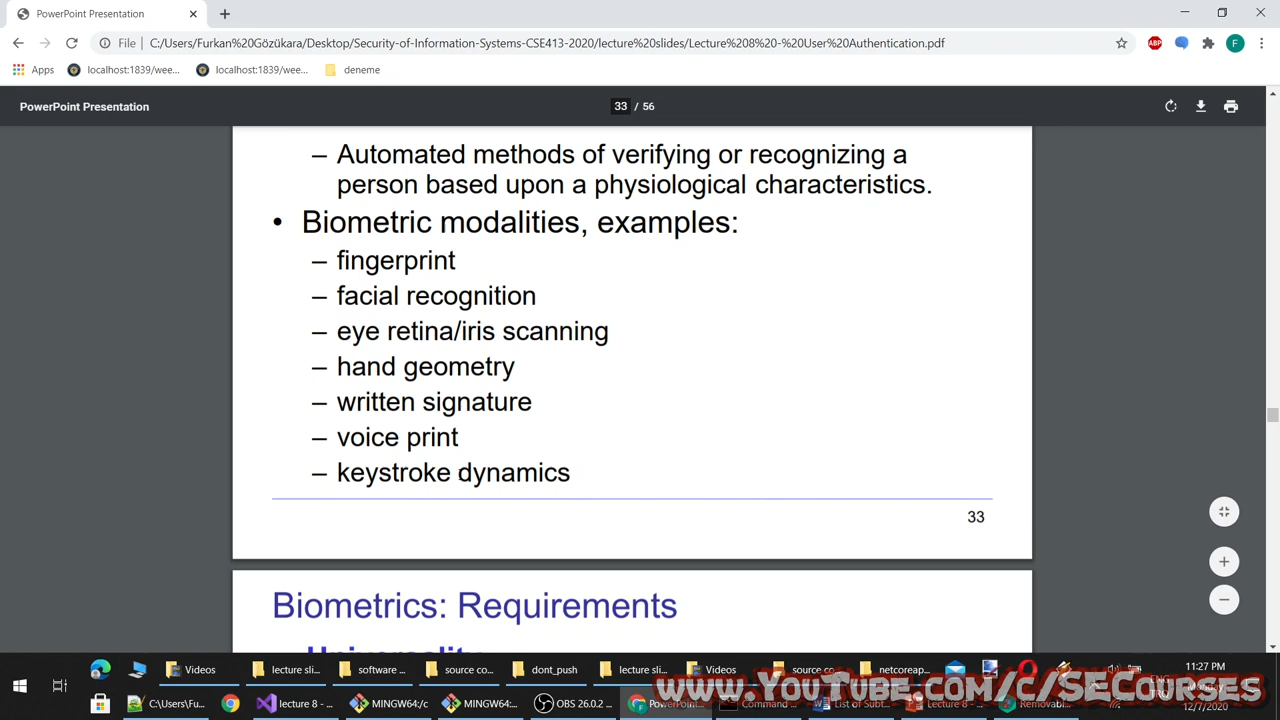 PowerPoint Presentation
File
C:/Users/Furkan%20Gözükara/Desktop/Security-of-Information-Systems-CSE413-2020/lecture%20slides/Lecture%208%20-%20User%20Authentication.pdf
ABP
F
Apps
localhost:1839/wee...
localhost:1839/wee...
deneme
PowerPoint Presentation
33 / 56
– Automated methods of verifying or recognizing a
person based upon a physiological characteristics.
• Biometric modalities, examples:
– fingerprint
– facial recognition
– eye retina/iris scanning
– hand geometry
– written signature
– voice print
– keystroke dynamics
33
Biometrics: Requirements
Videos
lecture sli...
software ...
source co...
dont_push
lecture sli...
Videos
source co...
netcoreap...
11:27 PM
Monday
12/7/2020
ENG
5
C:\Users\Fu...
lecture 8 - ...
MINGW64:/c
MINGW64:...
OBS 26.0.2 ...
PowerPoint...
Command ...
List of Subt...
Lecture 8 - ...
Removabl...
www.YouTube.com/c/SECourses